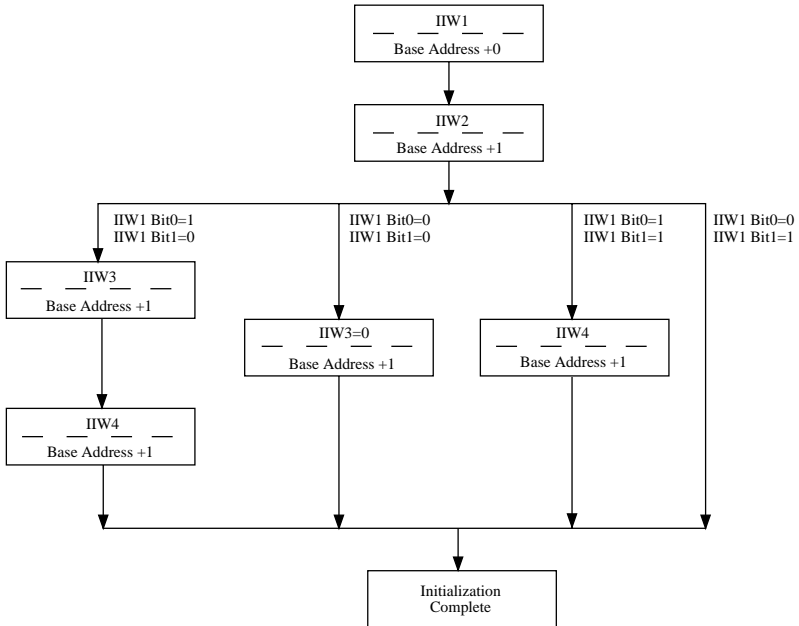 IIW1
Base Address +0
IIW2
Base Address +1
IIW1 Bit0=1
IIW1 Bit1=0
IIW1 Bit0=0
IIW1 Bit1=0
IIW1 Bit0=1
IIW1 Bit1=1
IIW1 Bit0=0
IIW1 Bit1=1
IIW3
Base Address +1
IIW3=0
Base Address +1
IIW4
Base Address +1
IIW4
Base Address +1
Initialization
Complete